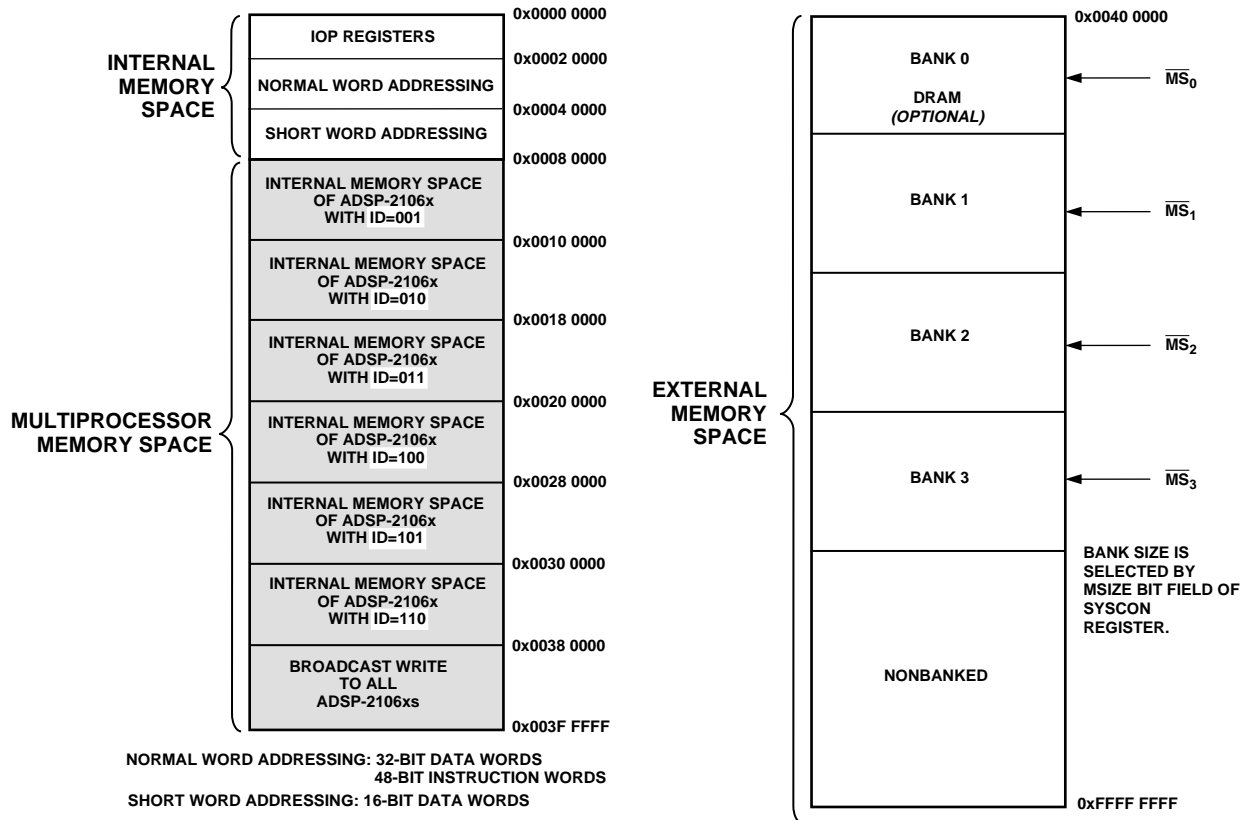 0x0000 0000
IOP REGISTERS
0x0002 0000
INTERNAL
MEMORY
SPACE
NORMAL WORD ADDRESSING
0x0004 0000
SHORT WORD ADDRESSING
0x0008 0000
INTERNAL MEMORY SPACE
OF ADSP-2106x
WITH ID=001
0x0010 0000
INTERNAL MEMORY SPACE
OF ADSP-2106x
WITH ID=010
0x0018 0000
INTERNAL MEMORY SPACE
OF ADSP-2106x
WITH ID=011
0x0020 0000
MULTIPROCESSOR
MEMORY SPACE
INTERNAL MEMORY SPACE
OF ADSP-2106x
WITH ID=100
0x0028 0000
INTERNAL MEMORY SPACE
OF ADSP-2106x
WITH ID=101
0x0030 0000
INTERNAL MEMORY SPACE
OF ADSP-2106x
WITH ID=110
0x0038 0000
BROADCAST WRITE
TO ALL
ADSP-2106xs
0x003F FFFF
NORMAL WORD ADDRESSING: 32-BIT DATA WORDS
48-BIT INSTRUCTION WORDS
SHORT WORD ADDRESSING: 16-BIT DATA WORDS
0x0040 0000
BANK 0
DRAM
(OPTIONAL)
MS0
BANK 1
MS1
BANK 2
MS2
EXTERNAL
MEMORY
SPACE
BANK 3
MS3
BANK SIZE IS
SELECTED BY
MSIZE BIT FIELD OF
SYSCON
REGISTER.
NONBANKED
0xFFFF FFFF